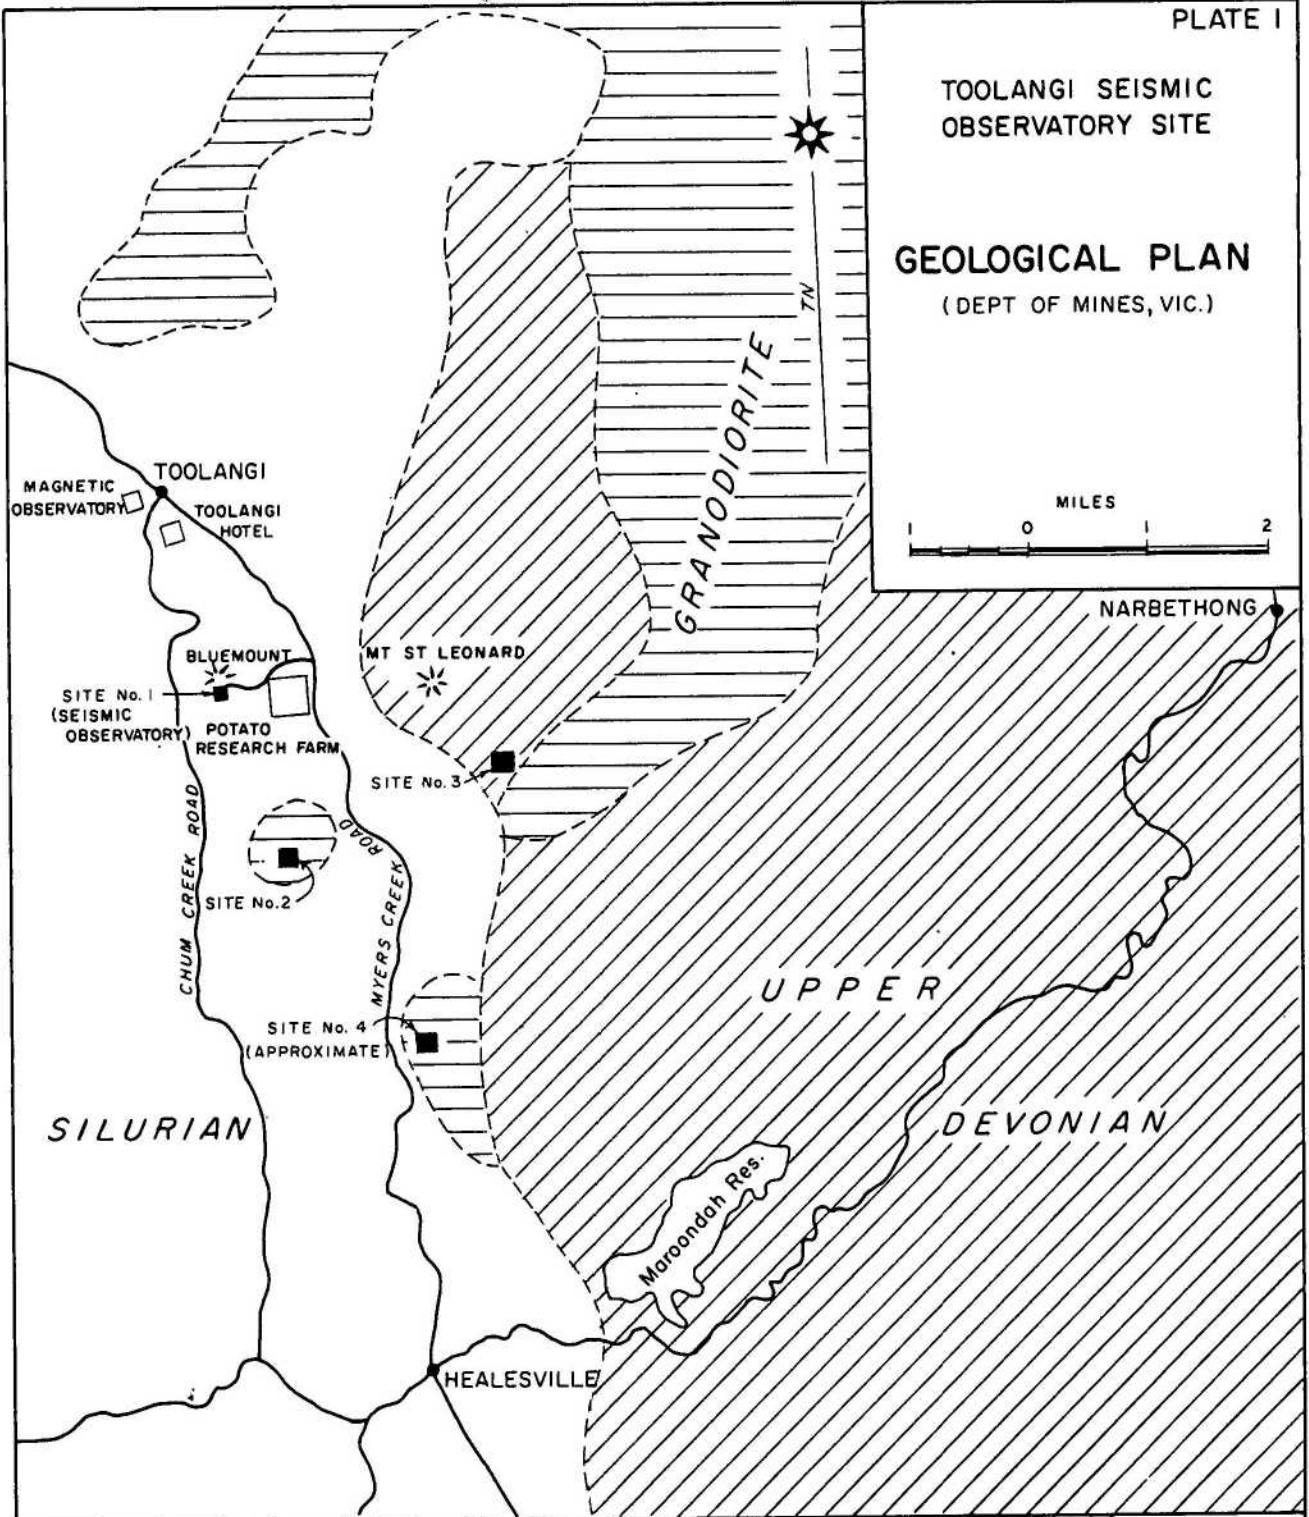 PLATE 1
TOOLANGI SEISMIC
OBSERVATORY SITE
GEOLOGICAL PLAN
(DEPT OF MINES, VIC.)
MILES
1 0 1 2
TN
GRANODIORITE
NARBETHONG
TOOLANGI
MAGNETIC
OBSERVATORY
TOOLANGI
HOTEL
BLUEMOUNT
MT ST LEONARD
SITE No. 1
(SEISMIC
OBSERVATORY)
POTATO
RESEARCH FARM
SITE No. 3
CHUM CREEK ROAD
MYERS CREEK
ROAD
SITE No. 2
SITE No. 4
(APPROXIMATE)
UPPER
DEVONIAN
SILURIAN
Maroondah Res.
HEALESVILLE